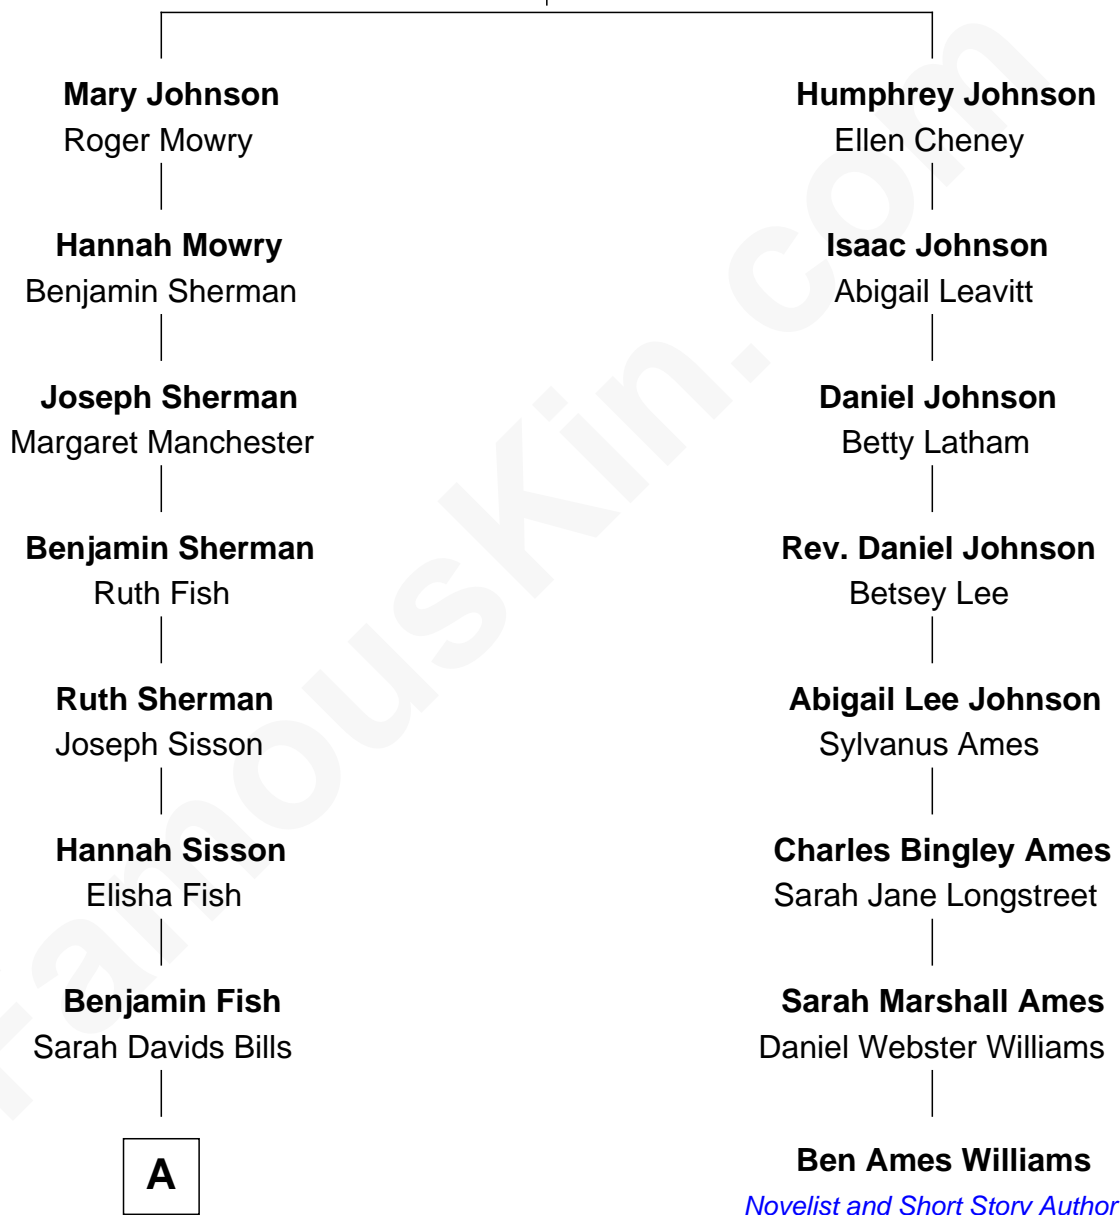 Mary Johnson
Roger Mowry
Hannah Mowry
Benjamin Sherman
Joseph Sherman
Margaret Manchester
Benjamin Sherman
Ruth Fish
Ruth Sherman
Joseph Sisson
Hannah Sisson
Elisha Fish
Benjamin Fish
Sarah Davids Bills
A
Humphrey Johnson
Ellen Cheney
Isaac Johnson
Abigail Leavitt
Daniel Johnson
Betty Latham
Rev. Daniel Johnson
Betsey Lee
Abigail Lee Johnson
Sylvanus Ames
Charles Bingley Ames
Sarah Jane Longstreet
Sarah Marshall Ames
Daniel Webster Williams
Ben Ames Williams
Novelist and Short Story Author
FamousKin.com